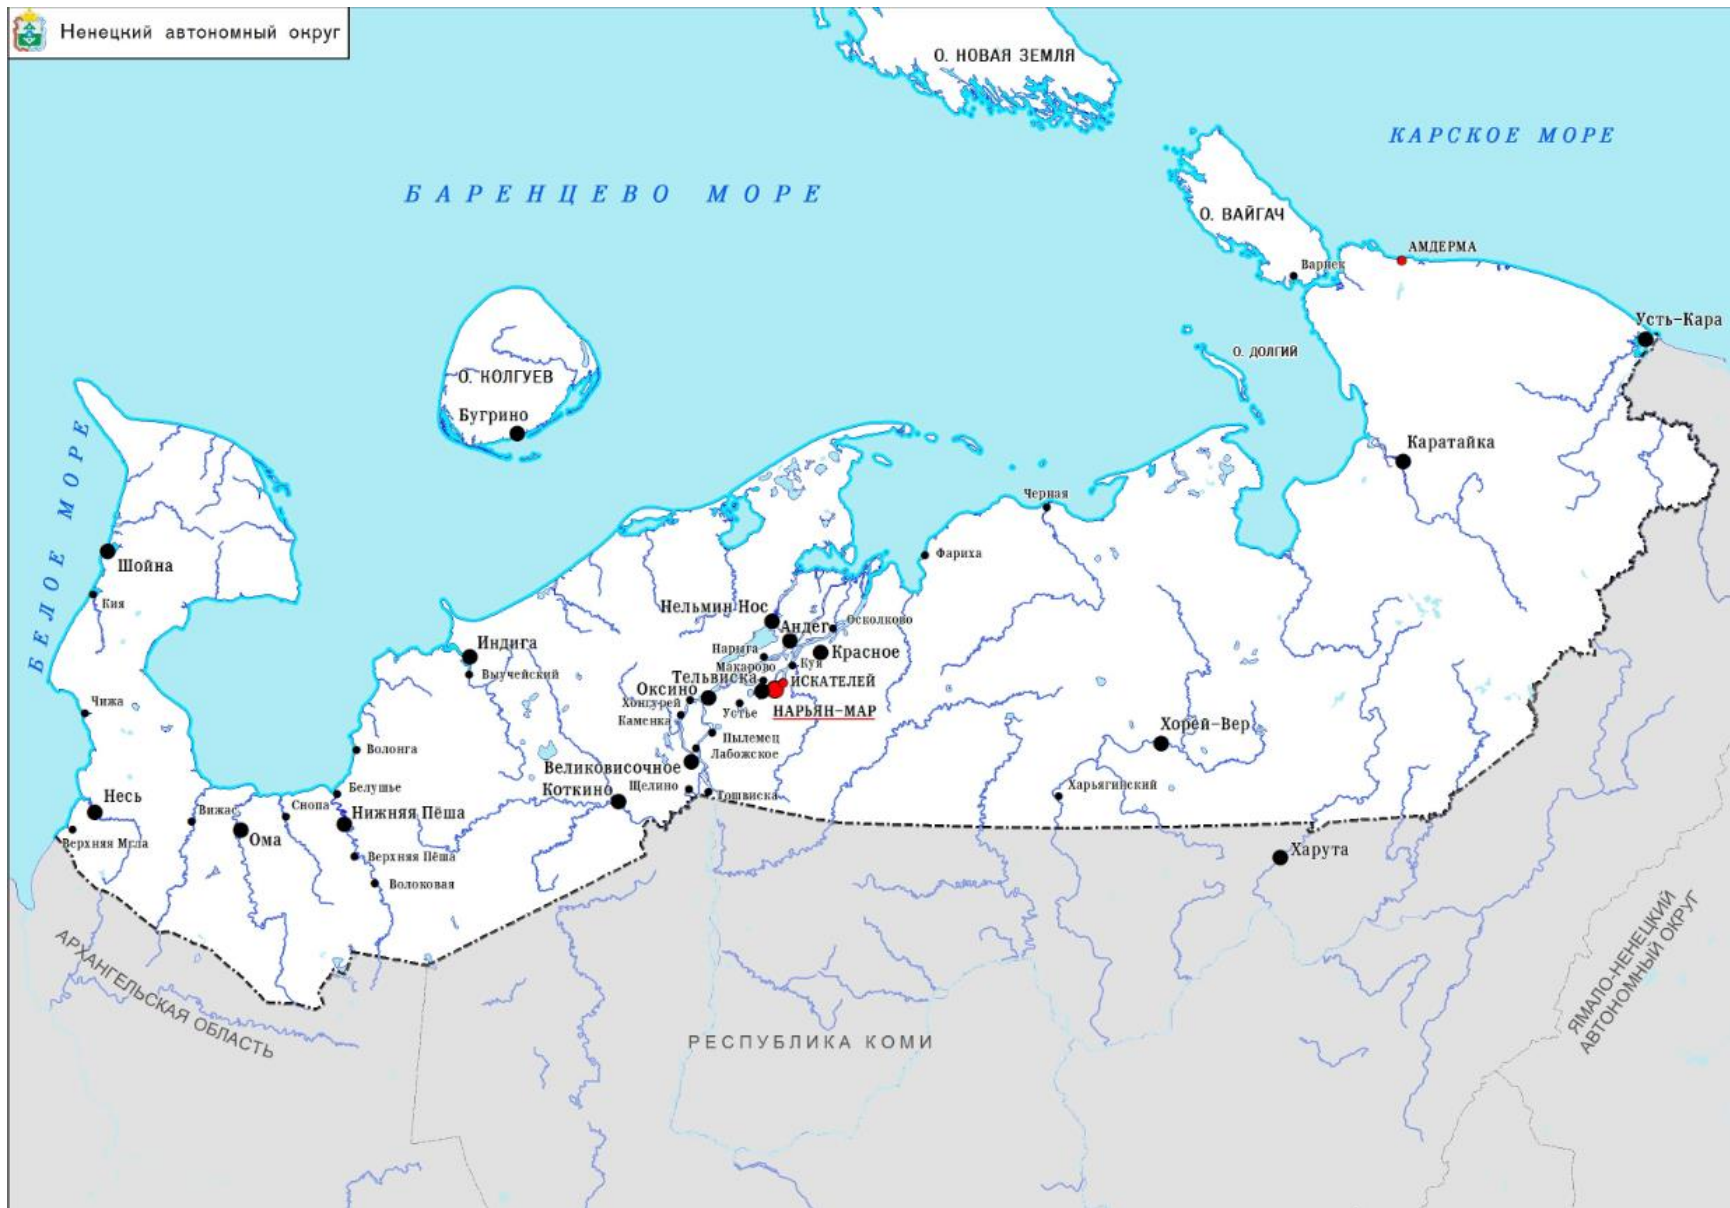 Ненецкий автономный округ
О. НОВАЯ ЗЕМЛЯ
КАРСКОЕ МОРЕ
БАРЕНЦЕВО МОРЕ
О. ВАЙГАЧ
АМДЕРМА
Варнек
Усть-Кара
О. ДОЛГИЙ
О. КОЛГУЕВ
Бугрино
БЕЛОЕ МОРЕ
Каратайка
Черная
Шойна
Фариха
Кия
Нельмин Нос
Осколково
Андег
Индига
Нарыга
Красное
Макарово
Куя
Выучейский
Тельвиска
ИСКАТЕЛЕЙ
Оксино
Хонгурей
Устье
НАРЬЯН-МАР
Чижа
Каменка
Хорей-Вер
Пылемец
Волонга
Лабожское
Великовисочное
Белушье
Щелино
Тошвиска
Харьягинский
Коткино
Несь
Вижас
Снопа
Нижняя Пёша
Ома
Верхняя Мгла
Верхняя Пёша
Харута
Волоковая
АРХАНГЕЛЬСКАЯ ОБЛАСТЬ
РЕСПУБЛИКА КОМИ
ЯМАЛО-НЕНЕЦКИЙ
АВТОНОМНЫЙ ОКРУГ